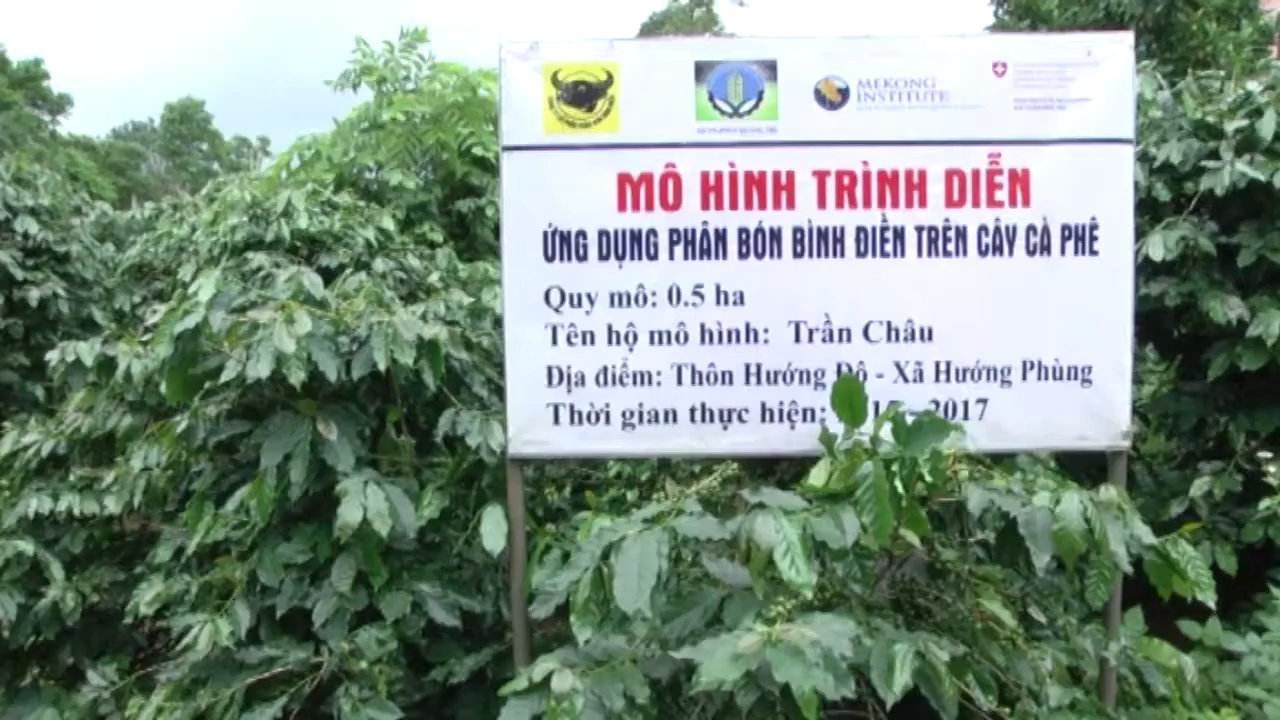 MEKONG
INSTITUTE
MÔ HÌNH TRÌNH DIỄN
ỨNG DỤNG PHÂN BÓN BÌNH ĐIỀN TRÊN CÂY CÀ PHÊ
Quy mô: 0.5 ha
Tên hộ mô hình: Trần Châu
Địa điểm: Thôn Hướng Độ - Xã Hướng Phùng
Thời gian thực hiện: - 2017